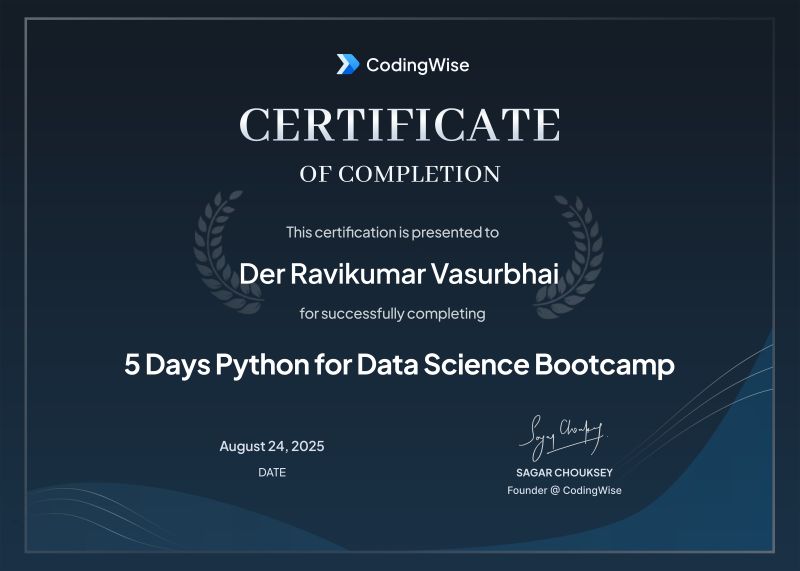 CodingWise
CERTIFICATE
OF COMPLETION
This certification is presented to
Der Ravikumar Vasurbhai
for successfully completing
5 Days Python for Data Science Bootcamp
August 24, 2025
DATE
Sagar Chouksey
SAGAR CHOUKSEY
Founder @ CodingWise